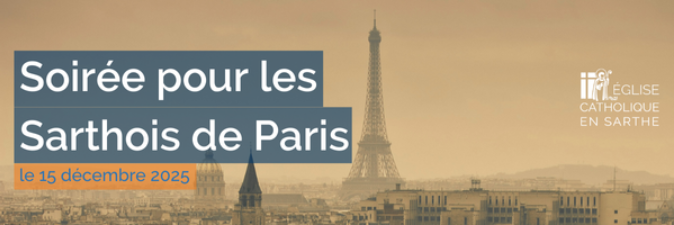 Soirée pour les
Sarthois de Paris
le 15 décembre 2025
ÉGLISE
CATHOLIQUE
EN SARTHE